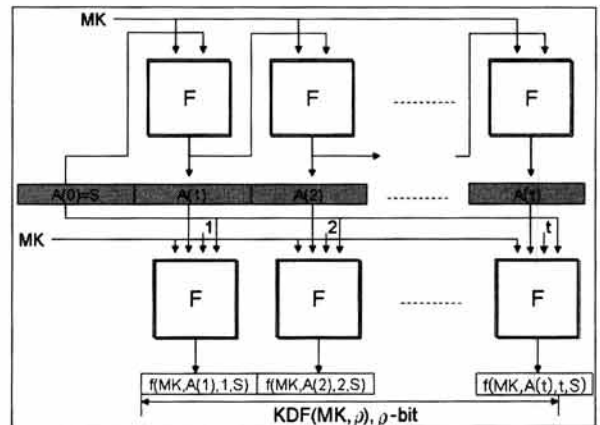 MK
F F F
A(0)=S A(1) A(2) A(t)
1 2 t
MK
F F F
f(MK,A(1),1,S) f(MK,A(2),2,S) f(MK,A(t),t,S)
KDF(MK,ρ), ρ-bit